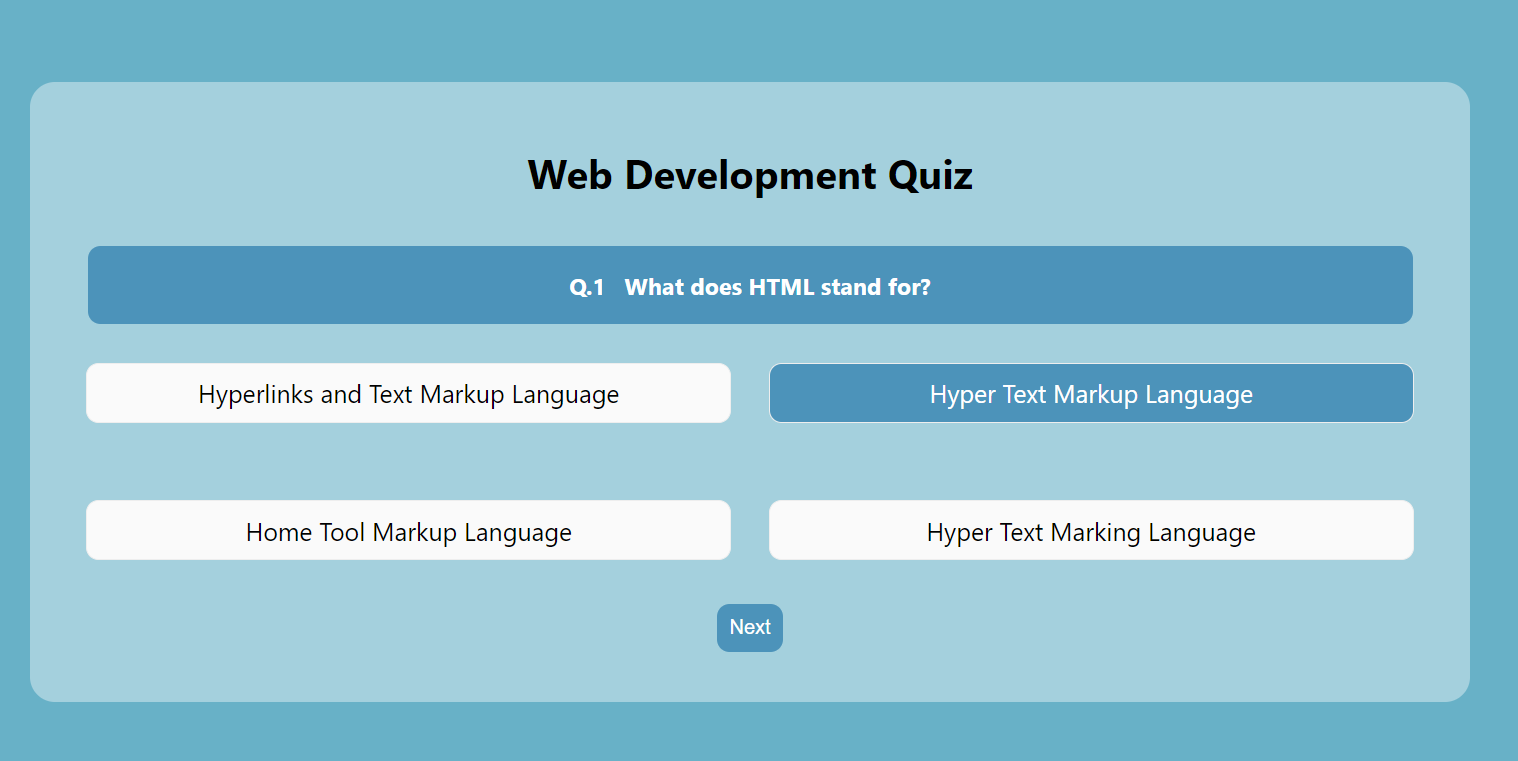 Web Development Quiz
Q.1 What does HTML stand for?
Hyperlinks and Text Markup Language
Hyper Text Markup Language
Home Tool Markup Language
Hyper Text Marking Language
Next